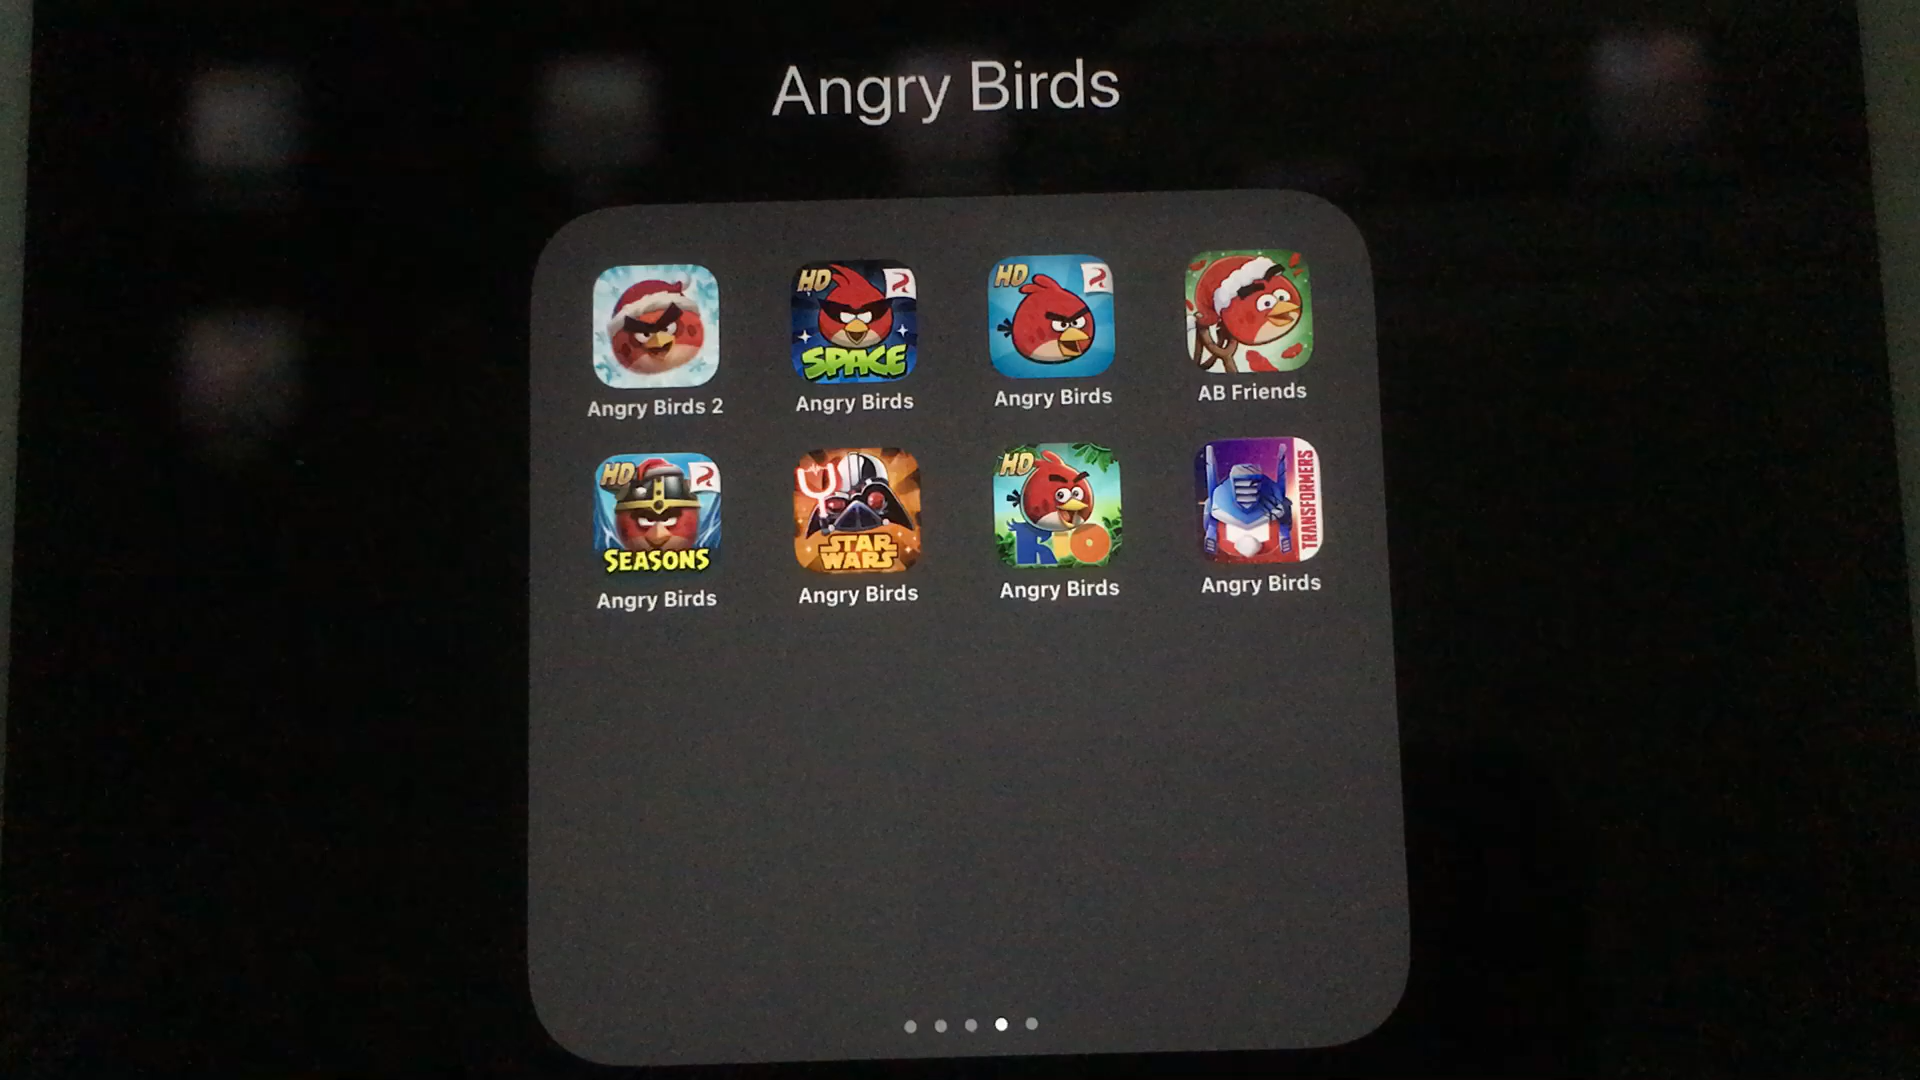 Angry Birds
HD
SPACE
HD
Angry Birds 2
Angry Birds
Angry Birds
AB Friends
HD
SEASONS
STAR
WARS
HD
RiO
TRANSFORMERS
Angry Birds
Angry Birds
Angry Birds
Angry Birds